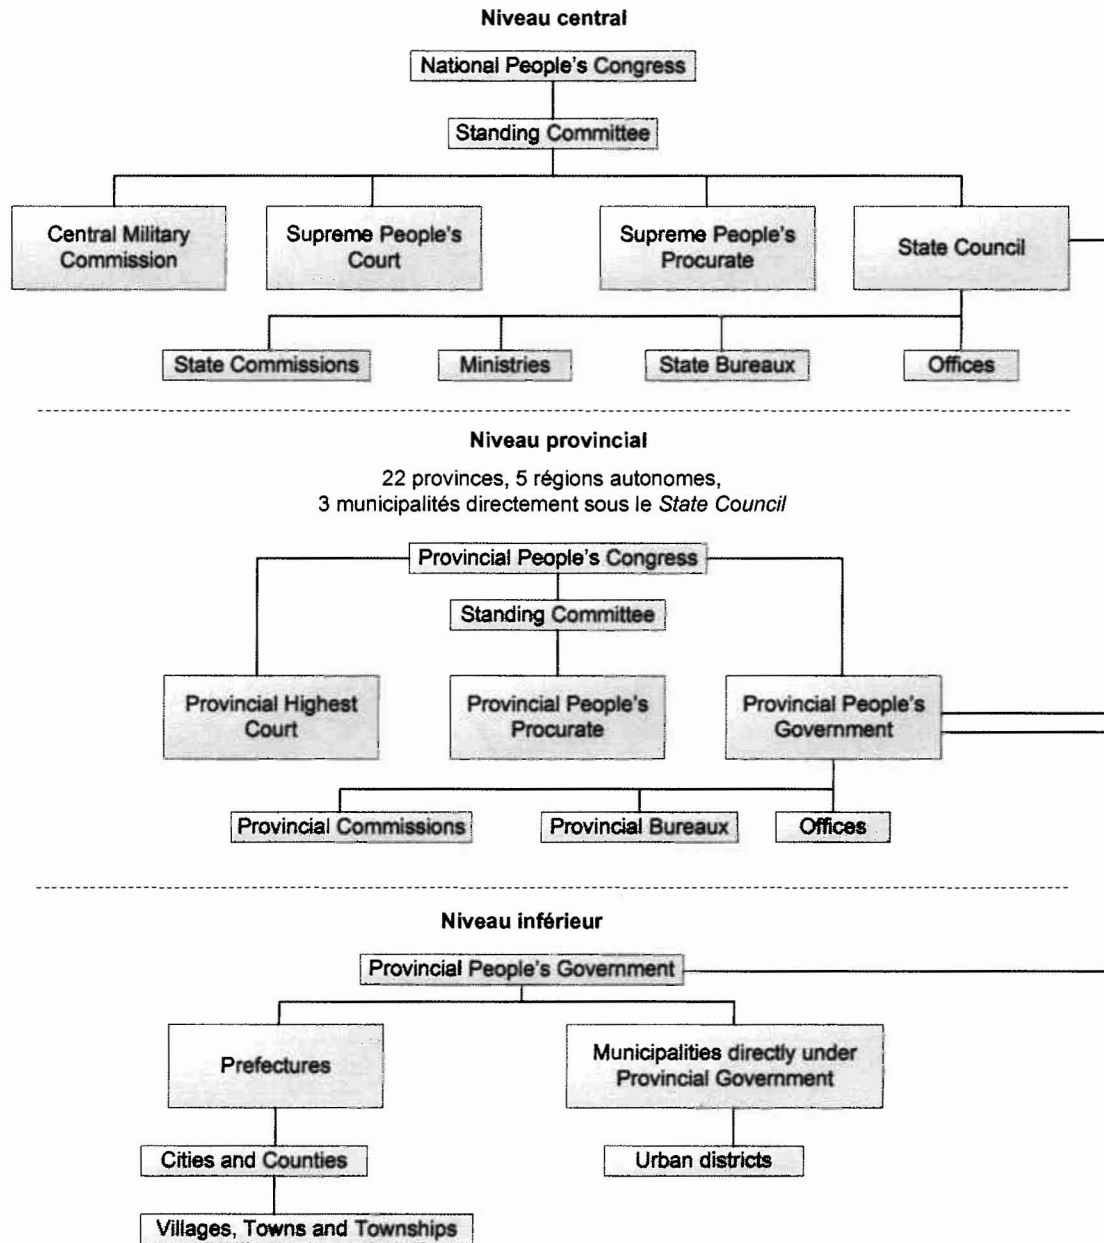 Niveau central
National People's Congress
Standing Committee
Central Military
Commission
Supreme People's
Court
Supreme People's
Procurate
State Council
State Commissions
Ministries
State Bureaux
Offices
Niveau provincial
22 provinces, 5 régions autonomes,
3 municipalités directement sous le State Council
Provincial People's Congress
Standing Committee
Provincial Highest
Court
Provincial People's
Procurate
Provincial People's
Government
Provincial Commissions
Provincial Bureaux
Offices
Niveau inférieur
Provincial People's Government
Prefectures
Municipalities directly under
Provincial Government
Cities and Counties
Urban districts
Villages, Towns and Townships